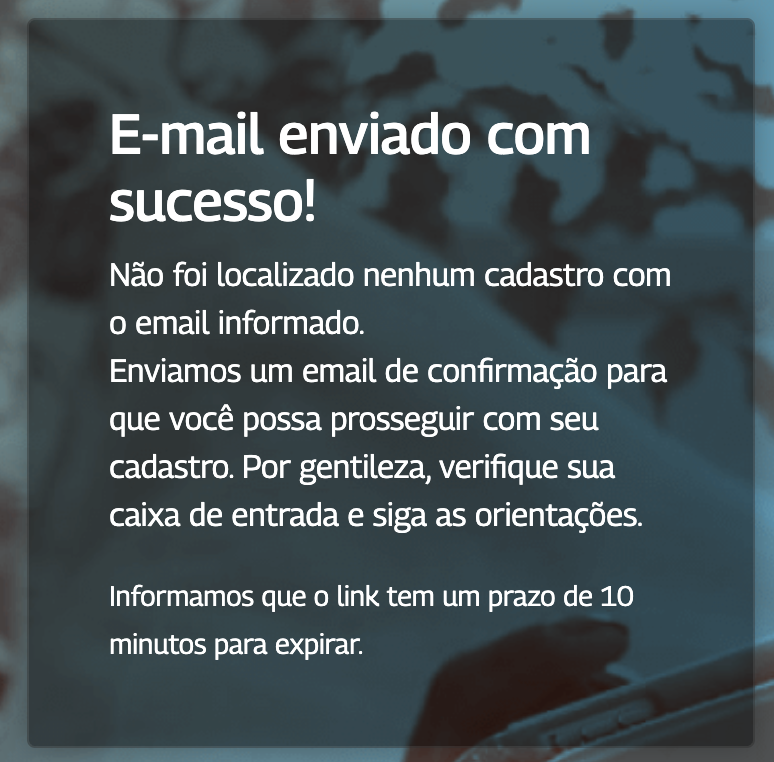 E-mail enviado com
sucesso!
Não foi localizado nenhum cadastro com
o email informado.
Enviamos um email de confirmação para
que você possa prosseguir com seu
cadastro. Por gentileza, verifique sua
caixa de entrada e siga as orientações.
Informamos que o link tem um prazo de 10
minutos para expirar.